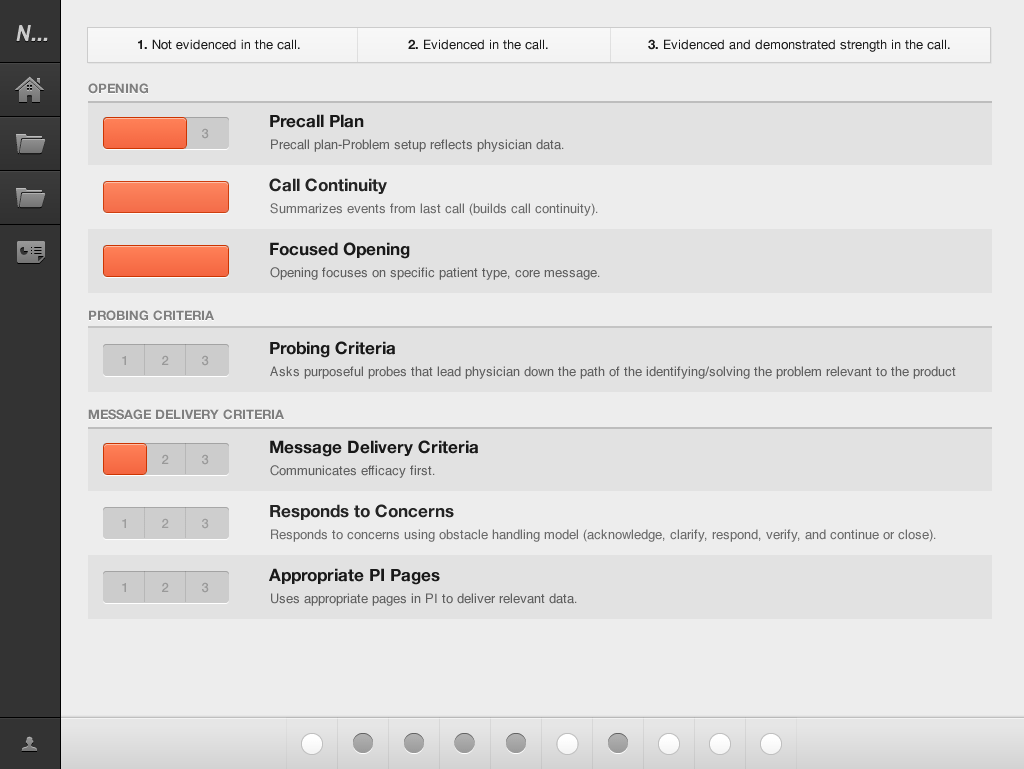 N...
1. Not evidenced in the call.
2. Evidenced in the call.
3. Evidenced and demonstrated strength in the call.
OPENING
3
Precall Plan
Precall plan-Problem setup reflects physician data.
Call Continuity
Summarizes events from last call (builds call continuity).
Focused Opening
Opening focuses on specific patient type, core message.
PROBING CRITERIA
1 2 3
Probing Criteria
Asks purposeful probes that lead physician down the path of the identifying/solving the problem relevant to the product
MESSAGE DELIVERY CRITERIA
2 3
Message Delivery Criteria
Communicates efficacy first.
1 2 3
Responds to Concerns
Responds to concerns using obstacle handling model (acknowledge, clarify, respond, verify, and continue or close).
1 2 3
Appropriate PI Pages
Uses appropriate pages in PI to deliver relevant data.